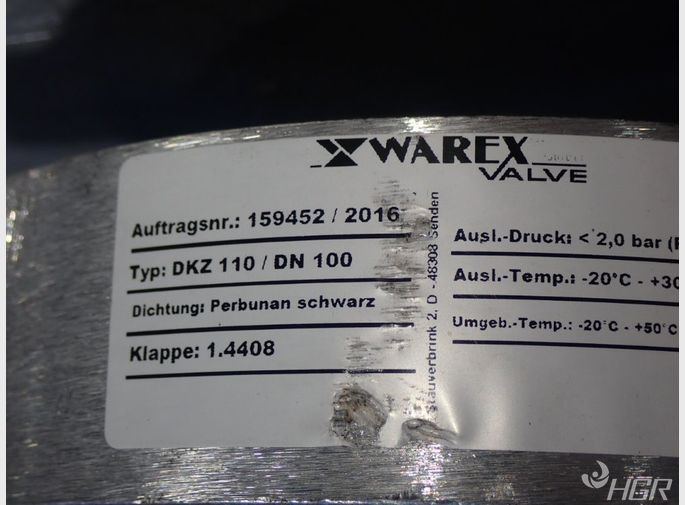 WAREX
VALVE
Auftragsnr.: 159452 / 2016
Typ: DKZ 110 / DN 100
Dichtung: Perbunan schwarz
Klappe: 1.4408
Stauverbrink 2, D - 48308 Senden
Ausl.-Druck: < 2,0 bar
Ausl.-Temp.: -20°C - +30
Umgeb.-Temp.: -20°C - +50°C
HGR